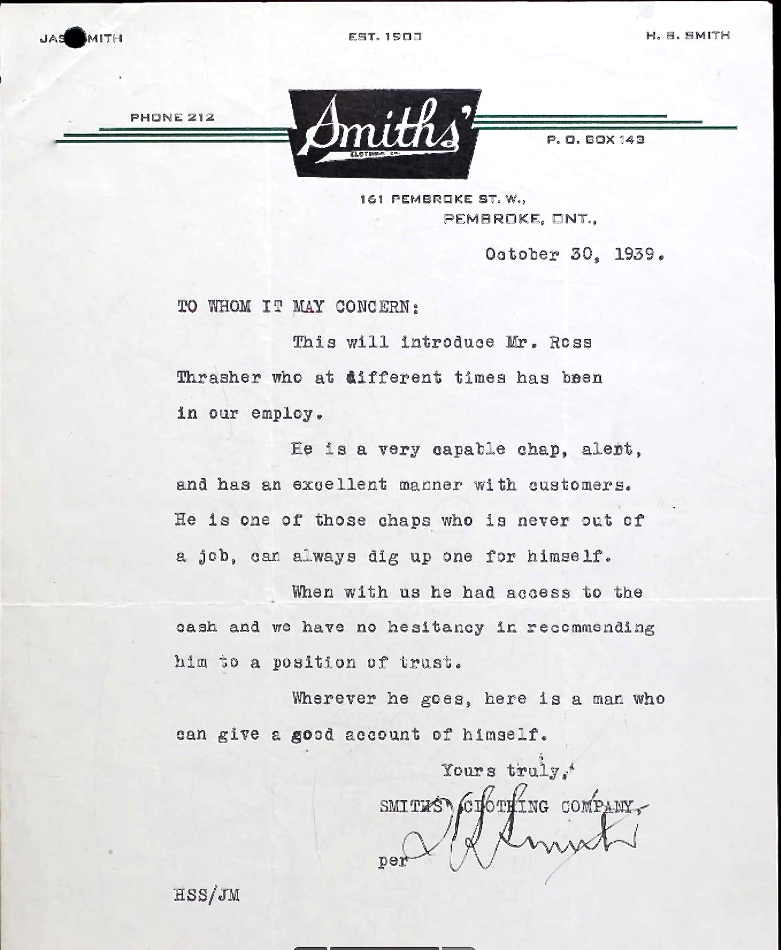 JAS SMITH
EST. 1903
H. S. SMITH
PHONE 212
Smiths'
CLOTHING CO.
P. O. BOX 143
161 PEMBROKE ST. W.,
PEMBROKE, ONT.,
October 30, 1939.
TO WHOM IT MAY CONCERN:
This will introduce Mr. Ross
Thrasher who at different times has been
in our employ.
He is a very capable chap, alert,
and has an excellent manner with customers.
He is one of those chaps who is never out of
a job, can always dig up one for himself.
When with us he had access to the
cash and we have no hesitancy in recommending
him to a position of trust.
Wherever he goes, here is a man who
can give a good account of himself.
Yours truly,
SMITHS' CLOTHING COMPANY,
per H S Smith
HSS/JM